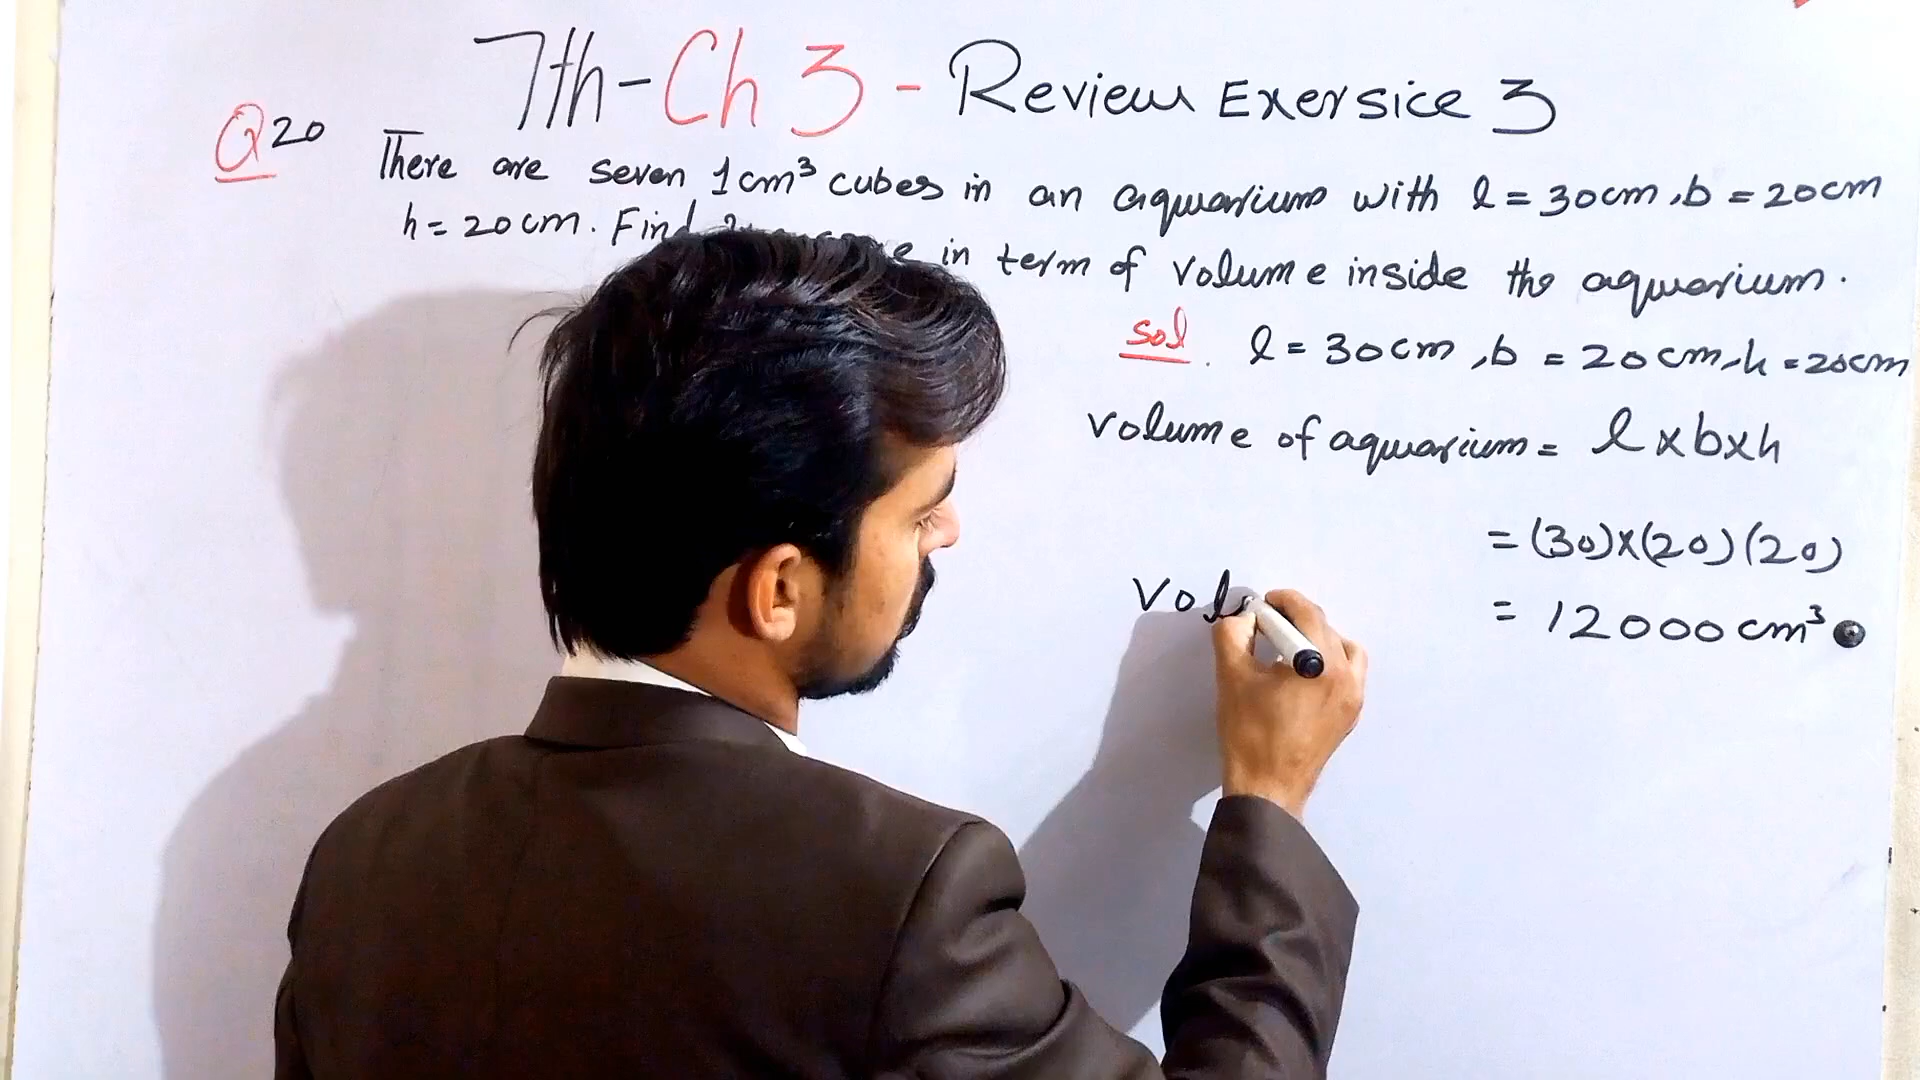 7th-Ch 3 - Review Exersice 3
Q20 There are seven 1cm³ cubes in an aquarium with l = 30cm, b = 20cm
h = 20cm. Find in term of volume inside the aquarium.
sol. l = 30cm, b = 20cm, h = 20cm
volume of aquarium = l x b x h
= (30)x(20)(20)
= 12000 cm³
Vol